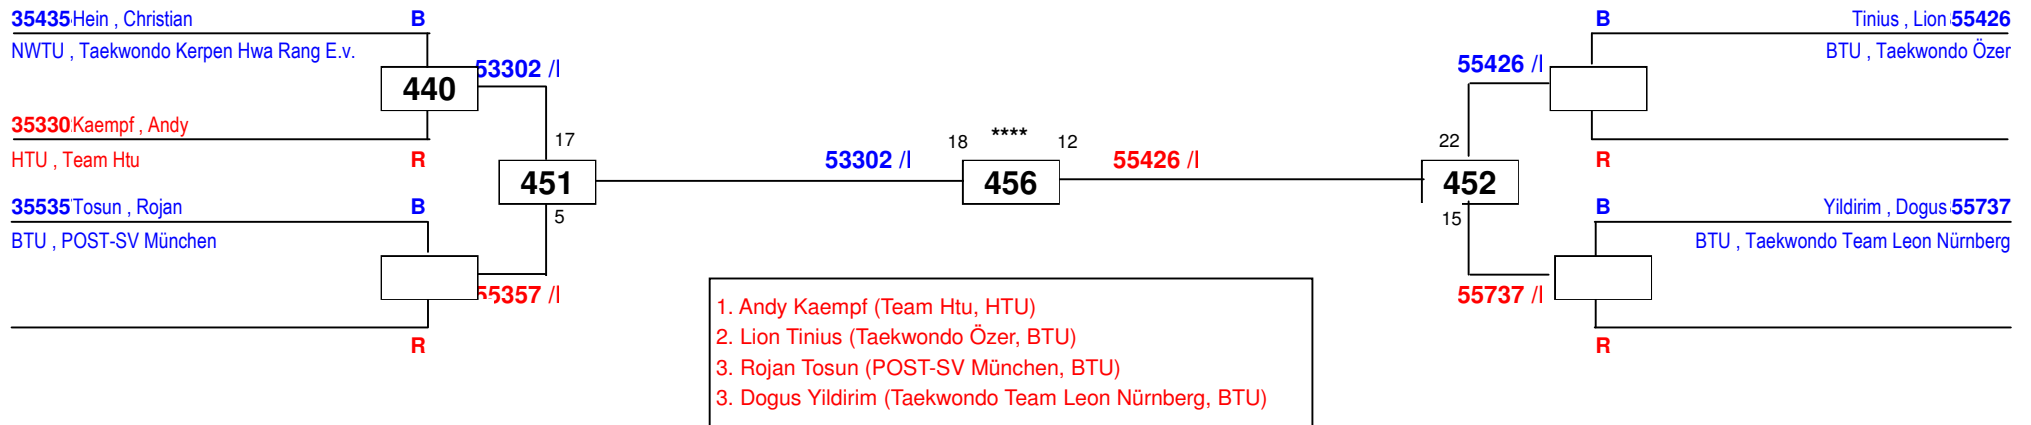 35435 Hein , Christian B
NWTU , Taekwondo Kerpen Hwa Rang E.v.
53302 /I
440
35330 Kaempf , Andy
HTU , Team Htu R
17
451
5
35535 Tosun , Rojan B
BTU , POST-SV München
55357 /I
R
53302 /I
18 **** 12
456
55426 /I
B Tinius , Lion 55426
BTU , Taekwondo Özer
55426 /I
R
22
452
15
B Yildirim , Dogus 55737
BTU , Taekwondo Team Leon Nürnberg
55737 /I
R
1. Andy Kaempf (Team Htu, HTU)
2. Lion Tinius (Taekwondo Özer, BTU)
3. Rojan Tosun (POST-SV München, BTU)
3. Dogus Yildirim (Taekwondo Team Leon Nürnberg, BTU)